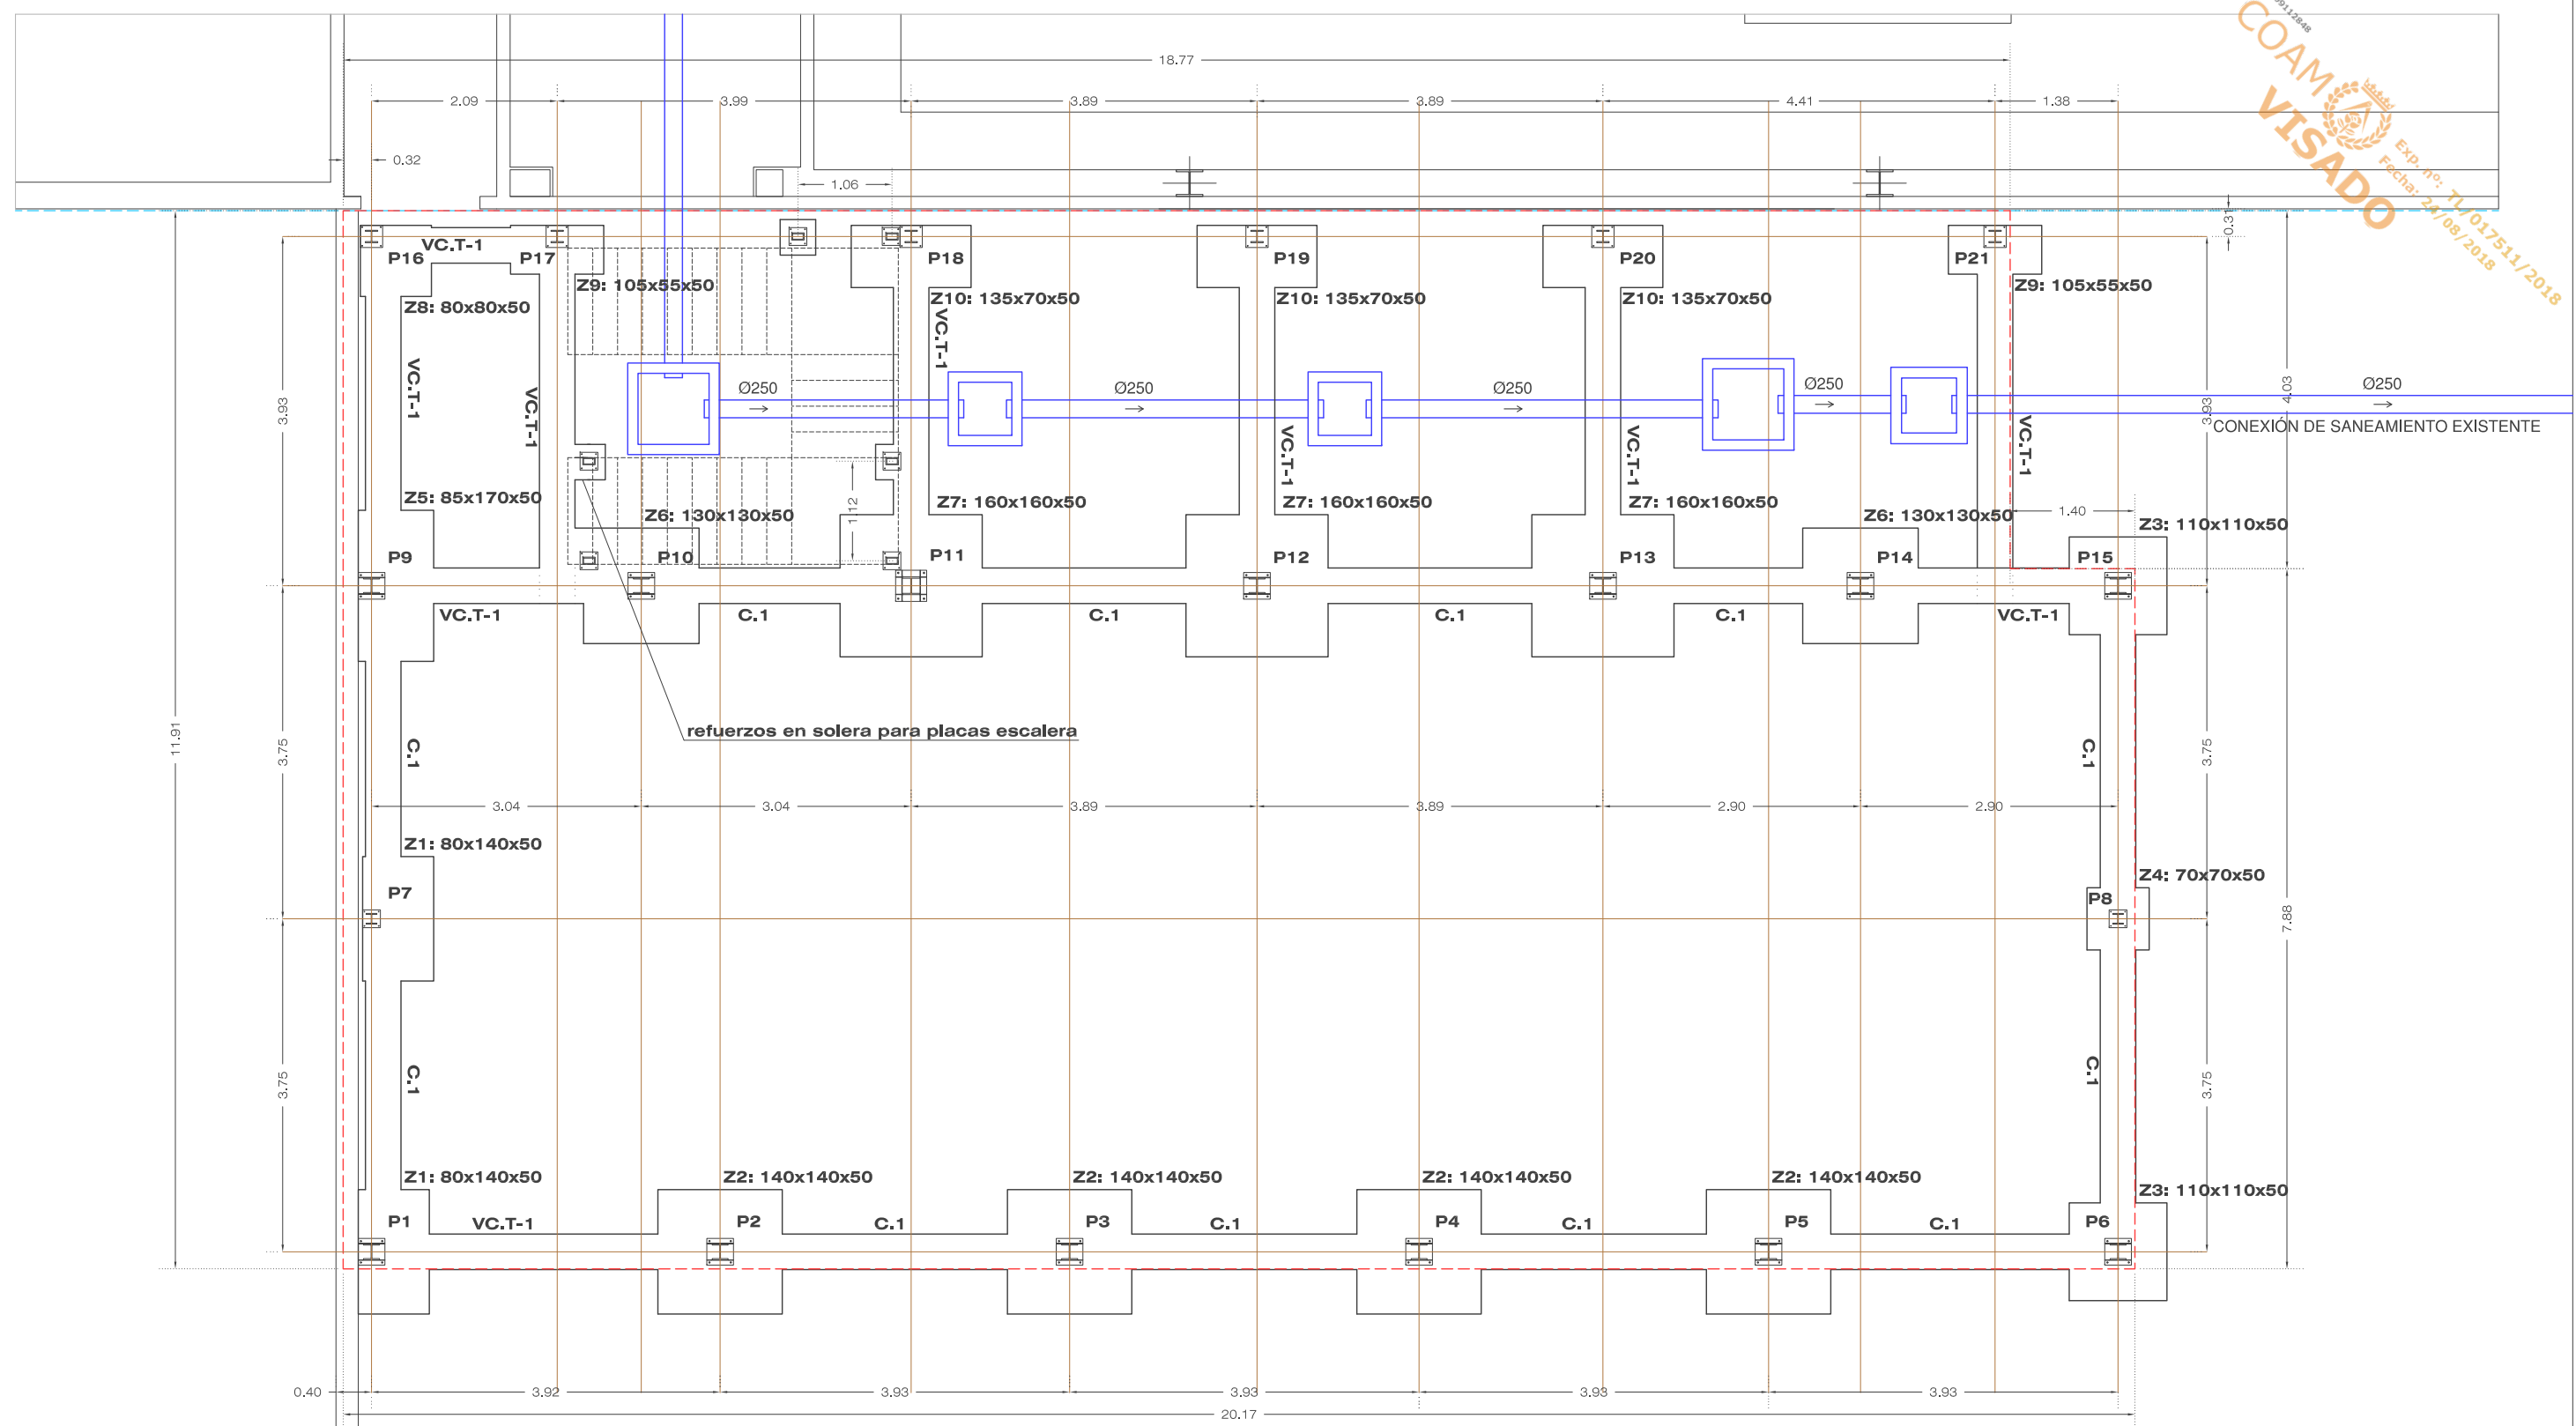 09112848
COAM
VISADO
Exp. nº: TL/017511/2018
Fecha: 24/08/2018
18.77
2.09
3.99
3.89
3.89
4.41
1.38
0.32
1.06
0.31
VC.T-1
P16
P17
P18
P19
P20
P21
Z8: 80x80x50
Z9: 105x55x50
Z10: 135x70x50
Z10: 135x70x50
Z10: 135x70x50
Z9: 105x55x50
VC.T-1
VC.T-1
VC.T-1
VC.T-1
VC.T-1
VC.T-1
3.93
Ø250
Ø250
Ø250
Ø250
Ø250
3.93
4.03
CONEXIÓN DE SANEAMIENTO EXISTENTE
Z5: 85x170x50
Z6: 130x130x50
1.12
Z7: 160x160x50
Z7: 160x160x50
Z7: 160x160x50
Z6: 130x130x50
1.40
Z3: 110x110x50
P9
P10
P11
P12
P13
P14
P15
VC.T-1
C.1
C.1
C.1
C.1
VC.T-1
refuerzos en solera para placas escalera
11.91
3.75
C.1
C.1
3.75
3.04
3.04
3.89
3.89
2.90
2.90
Z1: 80x140x50
P7
Z4: 70x70x50
P8
7.88
3.75
C.1
C.1
3.75
Z1: 80x140x50
Z2: 140x140x50
Z2: 140x140x50
Z2: 140x140x50
Z2: 140x140x50
Z3: 110x110x50
P1
VC.T-1
P2
C.1
P3
C.1
P4
C.1
P5
C.1
P6
0.40
3.92
3.93
3.93
3.93
3.93
20.17